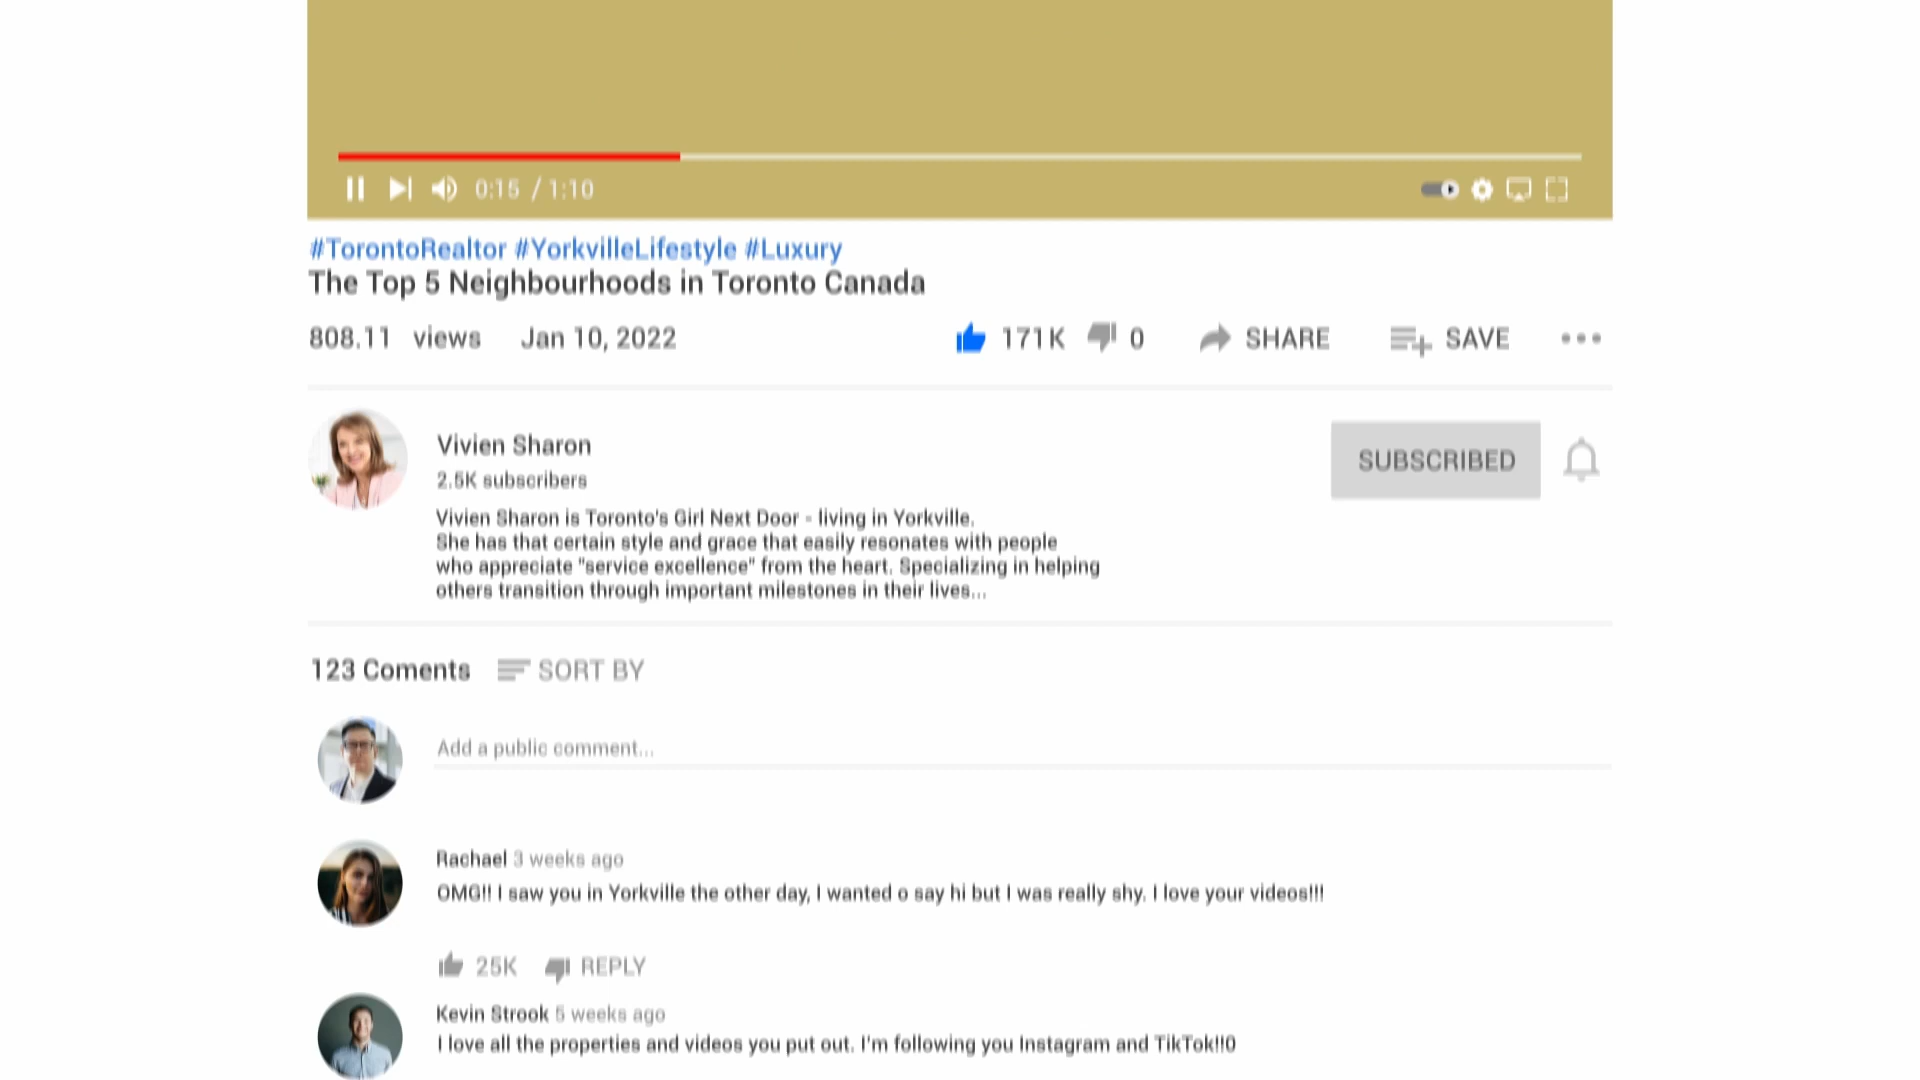 0:15 / 1:10
#TorontoRealtor #YorkvilleLifestyle #Luxury
The Top 5 Neighbourhoods in Toronto Canada
808.11 views Jan 10, 2022 171K 0 SHARE SAVE
Vivien Sharon
2.5K subscribers
SUBSCRIBED
Vivien Sharon is Toronto's Girl Next Door - living in Yorkville.
She has that certain style and grace that easily resonates with people
who appreciate "service excellence" from the heart. Specializing in helping
others transition through important milestones in their lives...
123 Coments SORT BY
Add a public comment...
Rachael 3 weeks ago
OMG!! I saw you in Yorkville the other day, I wanted o say hi but I was really shy. I love your videos!!!
25K REPLY
Kevin Strook 5 weeks ago
I love all the properties and videos you put out. I'm following you Instagram and TikTok!!0